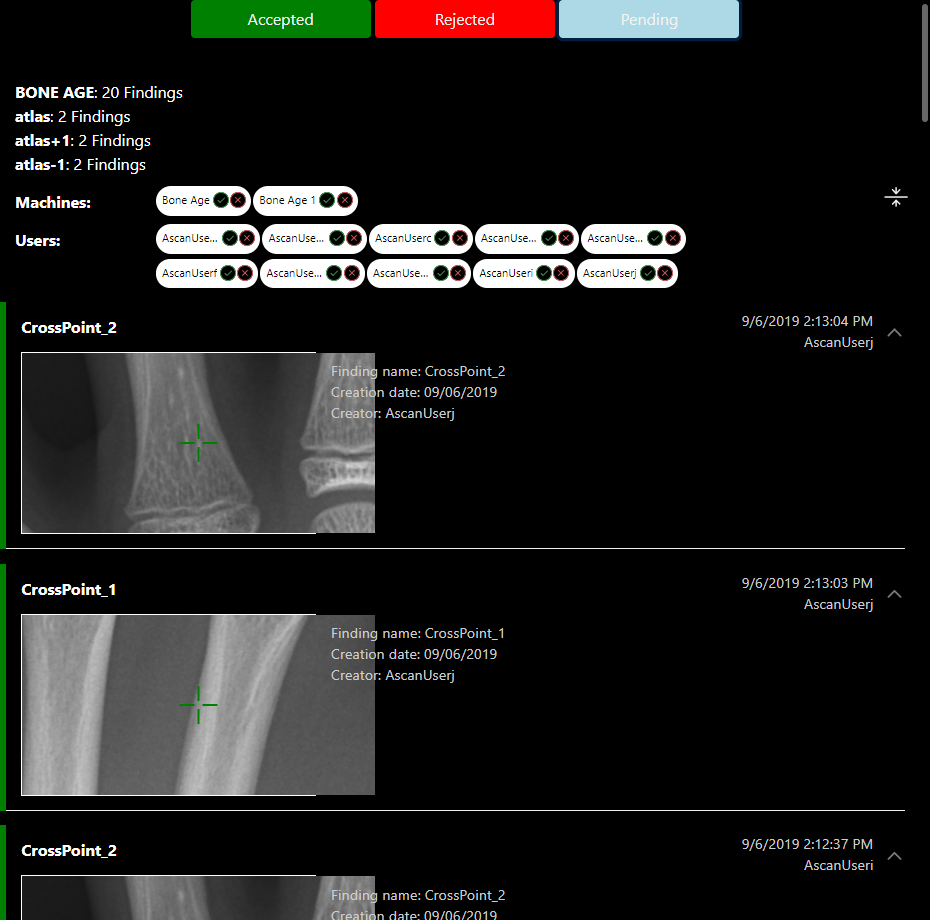 Accepted Rejected Pending
BONE AGE: 20 Findings
atlas: 2 Findings
atlas+1: 2 Findings
atlas-1: 2 Findings
Machines: Bone Age Bone Age 1
Users: AscanUse... AscanUse... AscanUserc AscanUse... AscanUse...
AscanUserf AscanUse... AscanUse... AscanUseri AscanUserj
CrossPoint_2 9/6/2019 2:13:04 PM
AscanUserj
Finding name: CrossPoint_2
Creation date: 09/06/2019
Creator: AscanUserj
CrossPoint_1 9/6/2019 2:13:03 PM
AscanUserj
Finding name: CrossPoint_1
Creation date: 09/06/2019
Creator: AscanUserj
CrossPoint_2 9/6/2019 2:12:37 PM
AscanUseri
Finding name: CrossPoint_2
Creation date: 09/06/2019